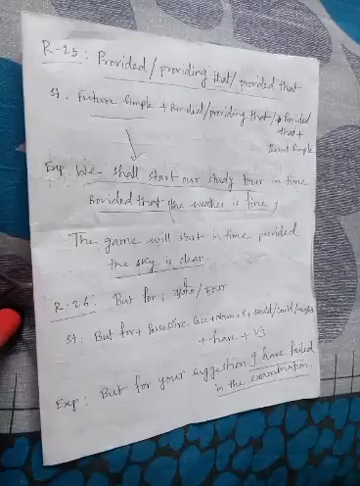 R-25: Provided/providing that/provided that
St. Future Simple + Provided/providing that/Provided
that +
Present Simple
Exp. We shall start our study tour in time
Provided that the weather is fine,
The game will start in time provided
the sky is clear.
R-26: But for;
St: But for + Possessive Case + Noun + S + would/could/might
+ have + V3
Exp: But for your suggestion I have failed
in the examination.